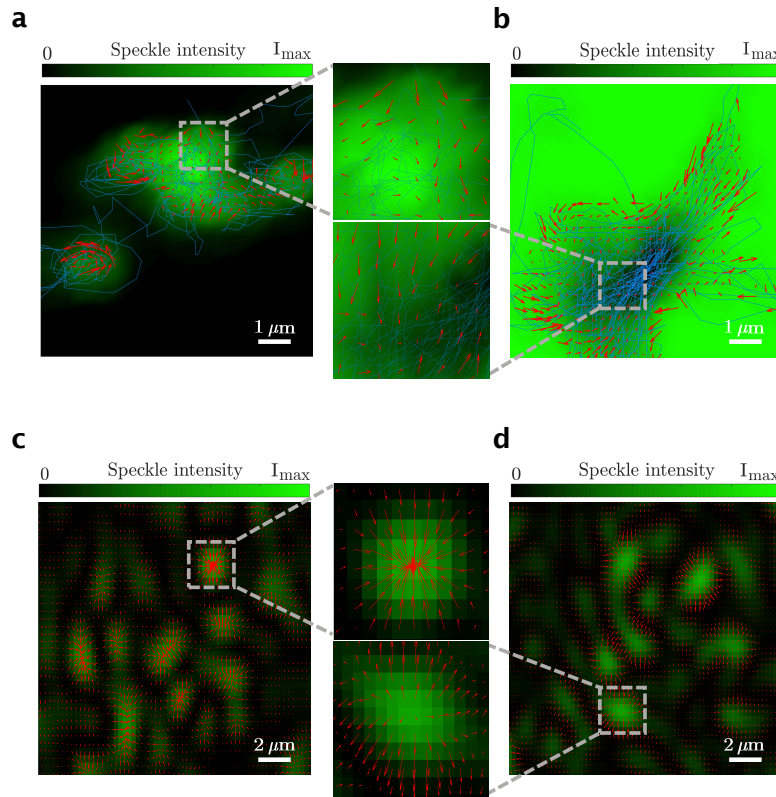 a
b
0 Speckle intensity Imax
0 Speckle intensity Imax
1 μm
1 μm
c
d
0 Speckle intensity Imax
0 Speckle intensity Imax
2 μm
2 μm